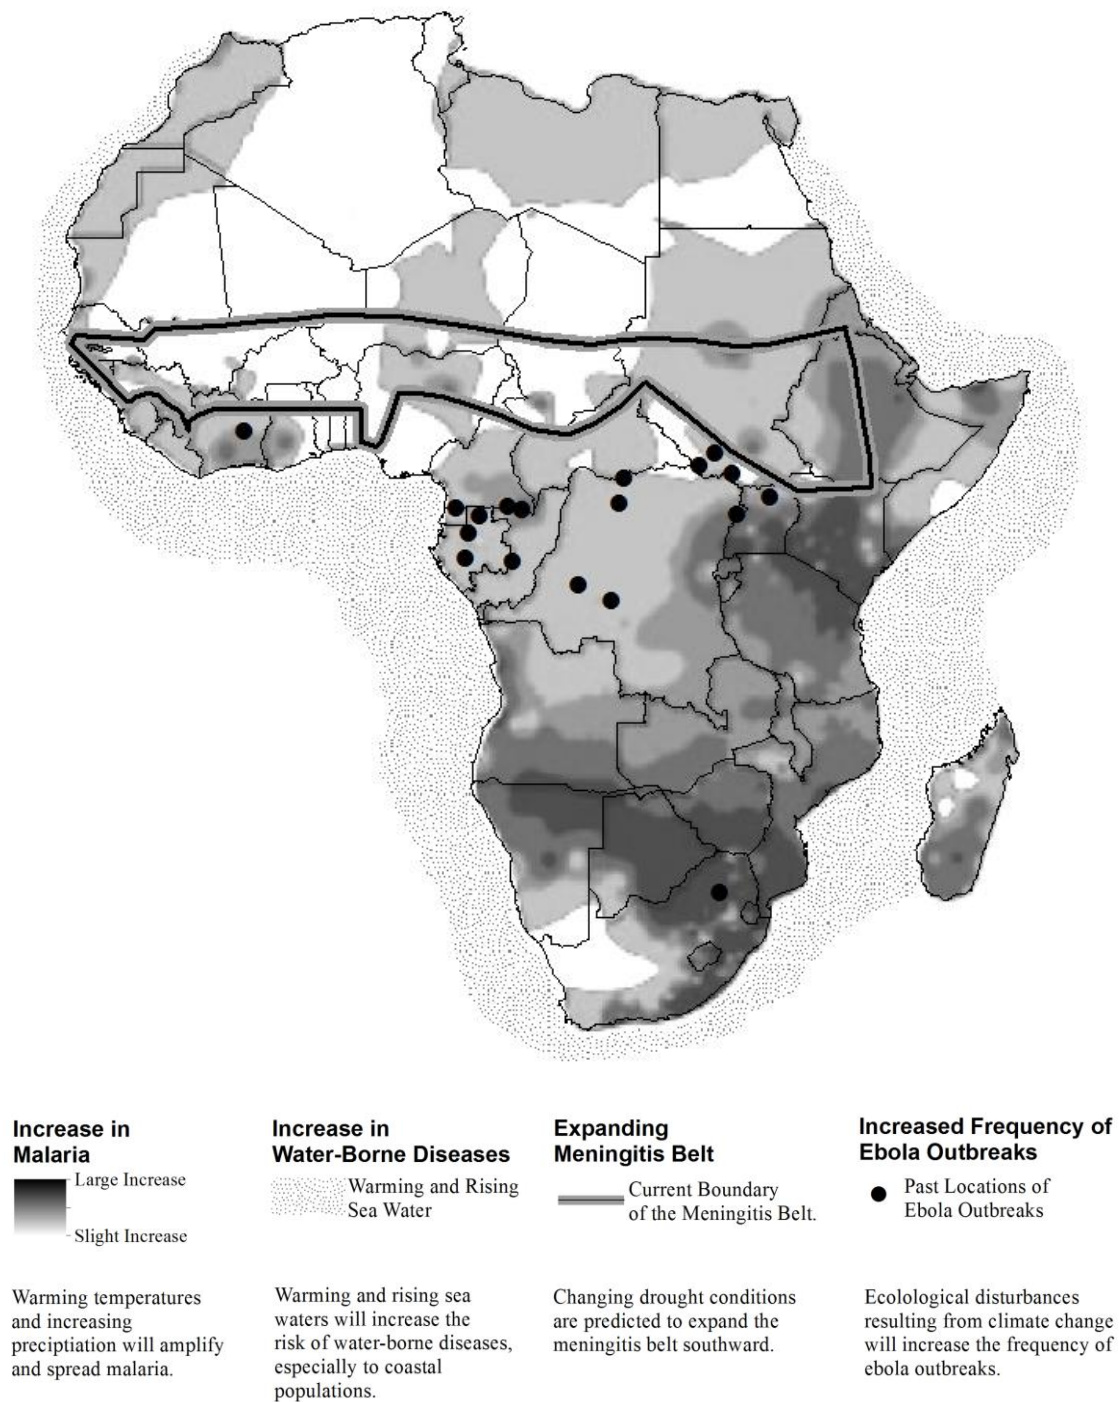 Increase in
Malaria
Large Increase
Slight Increase
Warming temperatures
and increasing
preciptiation will amplify
and spread malaria.
Increase in
Water-Borne Diseases
Warming and Rising
Sea Water
Warming and rising sea
waters will increase the
risk of water-borne diseases,
especially to coastal
populations.
Expanding
Meningitis Belt
Current Boundary
of the Meningitis Belt.
Changing drought conditions
are predicted to expand the
meningitis belt southward.
Increased Frequency of
Ebola Outbreaks
Past Locations of
Ebola Outbreaks
Ecolological disturbances
resulting from climate change
will increase the frequency of
ebola outbreaks.